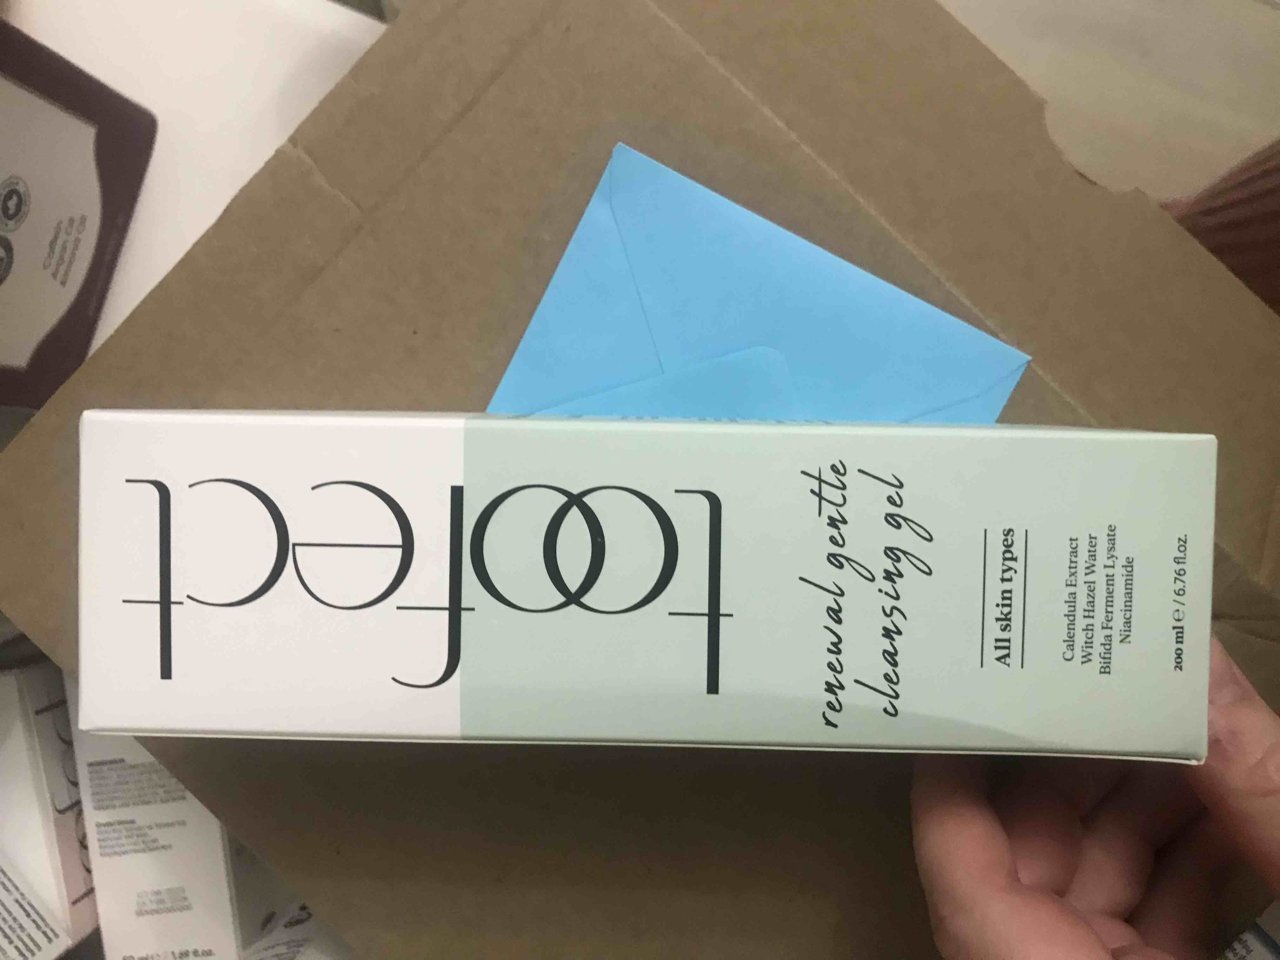 toofect
renewal gentle
cleansing gel
All skin types
Calendula Extract
Witch Hazel Water
Bifida Ferment Lysate
Niacinamide
200 ml ℮ / 6.76 fl.oz.